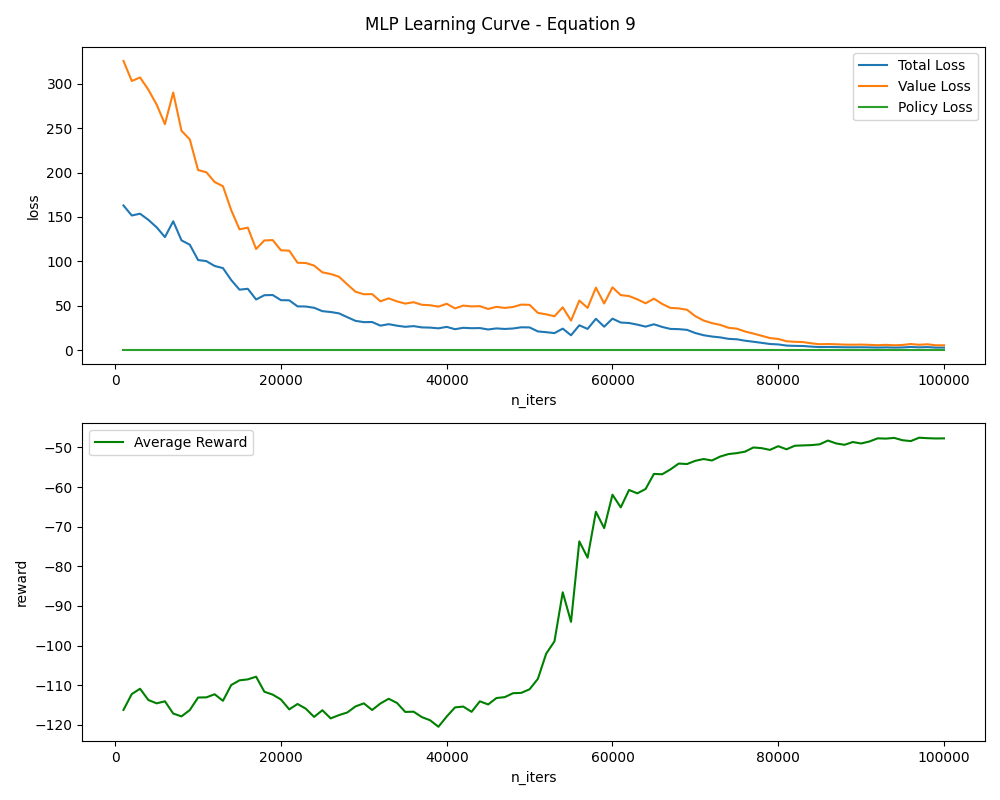 MLP Learning Curve - Equation 9
300
250
200
150
100
50
0
loss
Total Loss
Value Loss
Policy Loss
0 20000 40000 60000 80000 100000
n_iters
−50
−60
−70
−80
−90
−100
−110
−120
reward
Average Reward
0 20000 40000 60000 80000 100000
n_iters